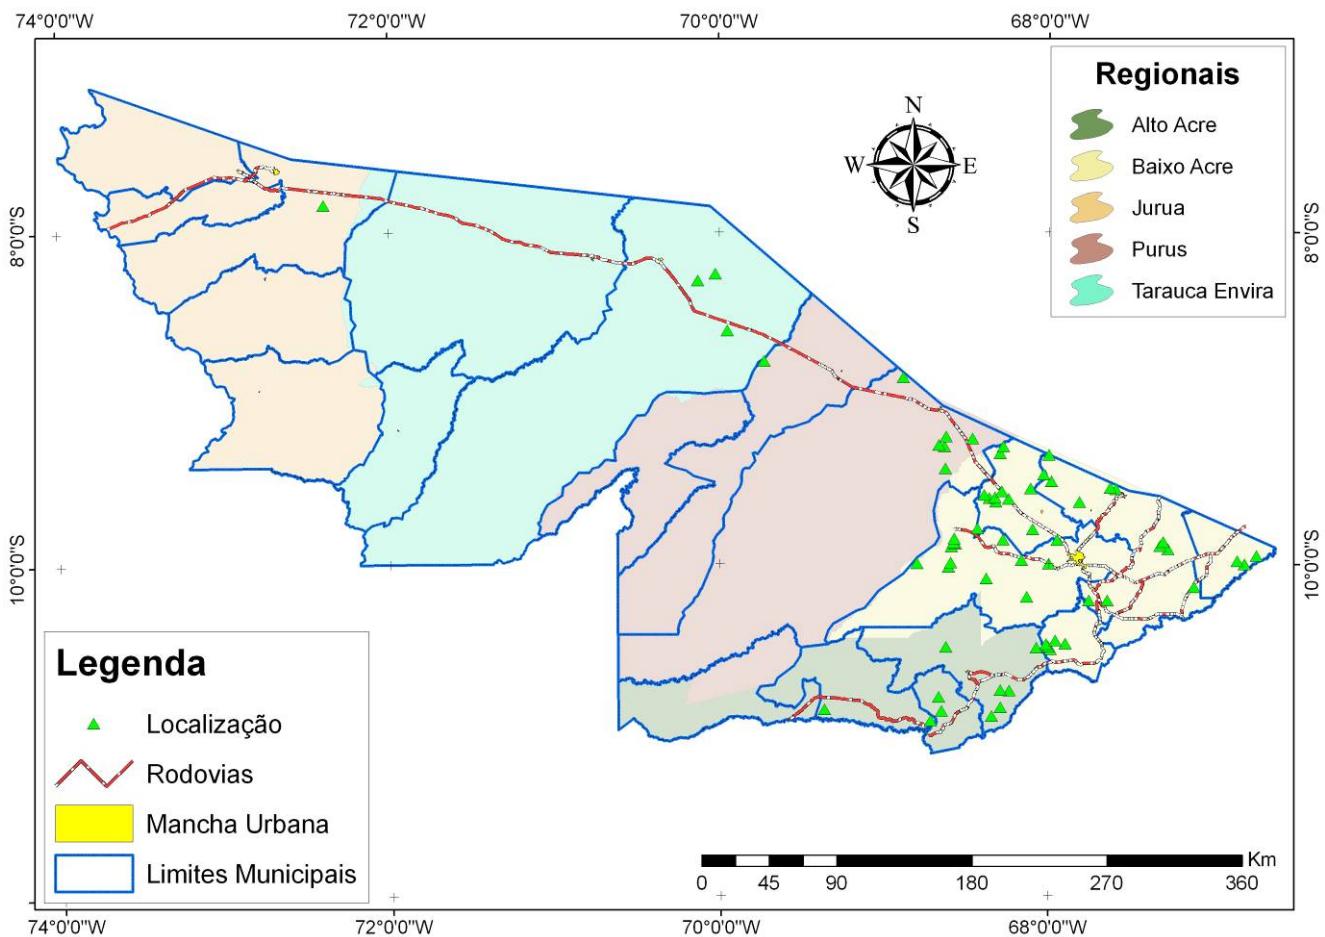 74°0'0"W 72°0'0"W 70°0'0"W 68°0'0"W
Regionais
Alto Acre
Baixo Acre
Jurua
Purus
Tarauca Envira
N
W E
S
8°0'0"S 8°0'0"S
10°0'0"S 10°0'0"S
Legenda
Localização
Rodovias
Mancha Urbana
Limites Municipais
Km
0 45 90 180 270 360
74°0'0"W 72°0'0"W 70°0'0"W 68°0'0"W